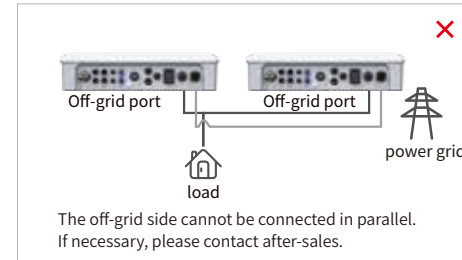 Off-grid port
Off-grid port
power grid
load
The off-grid side cannot be connected in parallel.
If necessary, please contact after-sales.